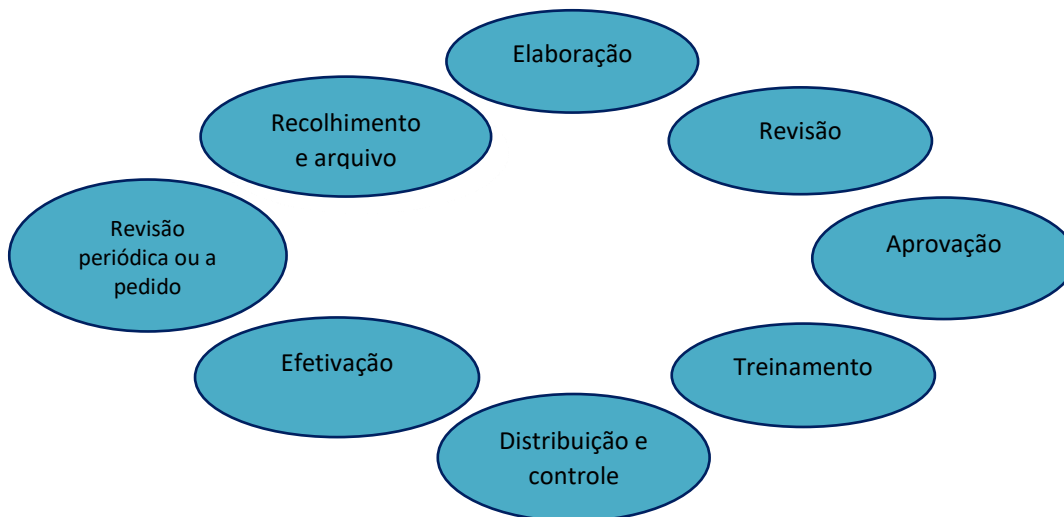 Elaboração
Revisão
Aprovação
Treinamento
Distribuição e
controle
Efetivação
Revisão
periódica ou a
pedido
Recolhimento
e arquivo